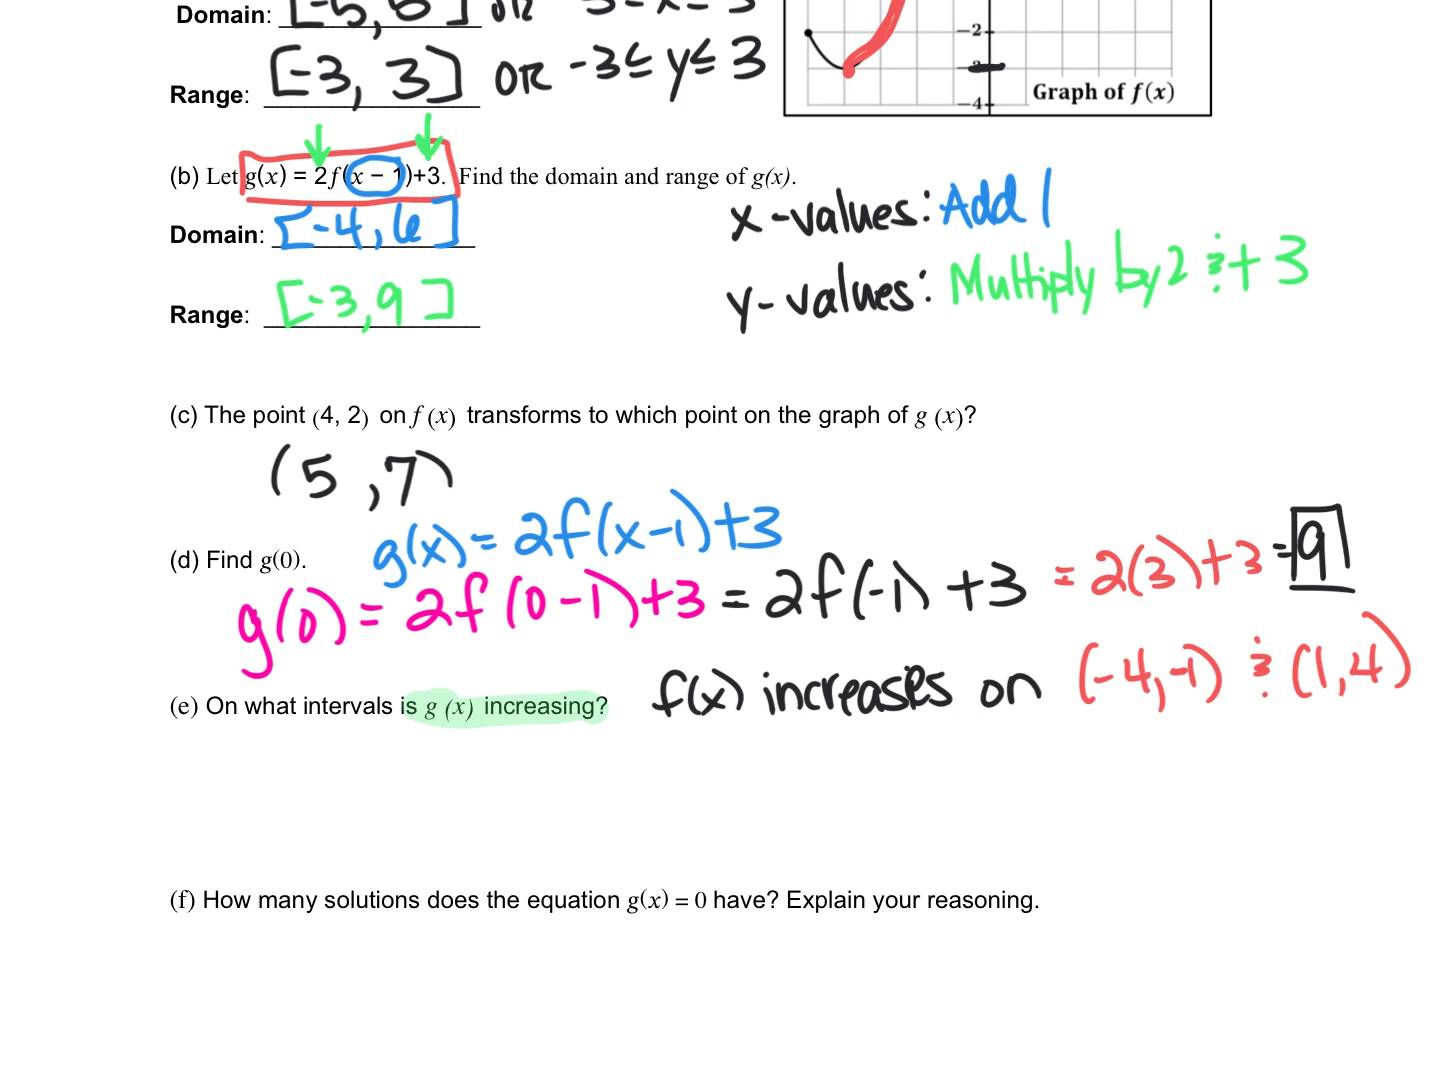 Domain: [-5, 5] OR
Range: [-3, 3] OR -3 ≤ y ≤ 3
-2
-4
Graph of f(x)
(b) Let g(x) = 2f(x − 1)+3. Find the domain and range of g(x).
Domain: [-4, 6]
x-values: Add 1
y-values: Multiply by 2 & + 3
Range: [-3, 9]
(c) The point (4, 2) on f (x) transforms to which point on the graph of g (x)?
(5, 7)
g(x) = 2f(x-1)+3
(d) Find g(0).
g(0) = 2f(0-1)+3 = 2f(-1)+3 = 2(3)+3 = 9
(e) On what intervals is g (x) increasing? f(x) increases on (-4,-1) & (1,4)
(f) How many solutions does the equation g(x) = 0 have? Explain your reasoning.